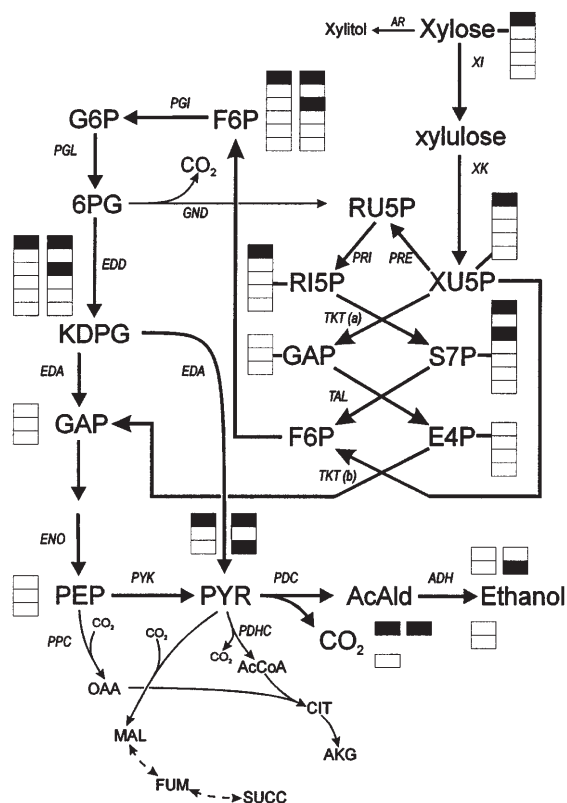 Xylitol AR Xylose
XI
PGI
G6P F6P
PGL
xylulose
CO2
XK
6PG GND RU5P
EDD PRI PRE
RI5P XU5P
KDPG TKT (a)
EDA EDA GAP S7P
TAL
GAP F6P E4P
TKT (b)
ENO
PYK PDC ADH
PEP PYR AcAld Ethanol
PPC CO2 CO2 PDHC CO2
CO2 AcCoA
OAA CIT
MAL AKG
FUM
SUCC